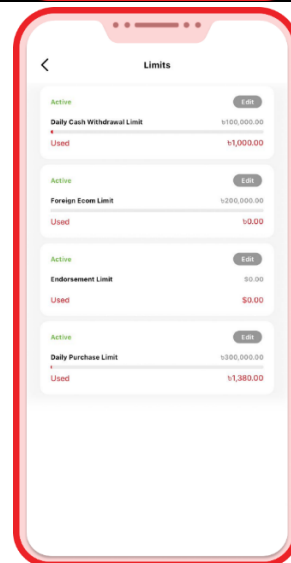 Limits
Active Edit
Daily Cash Withdrawal Limit ৳100,000.00
Used ৳1,000.00
Active Edit
Foreign Ecom Limit ৳200,000.00
Used ৳0.00
Active Edit
Endorsement Limit $0.00
Used $0.00
Active Edit
Daily Purchase Limit ৳300,000.00
Used ৳1,380.00